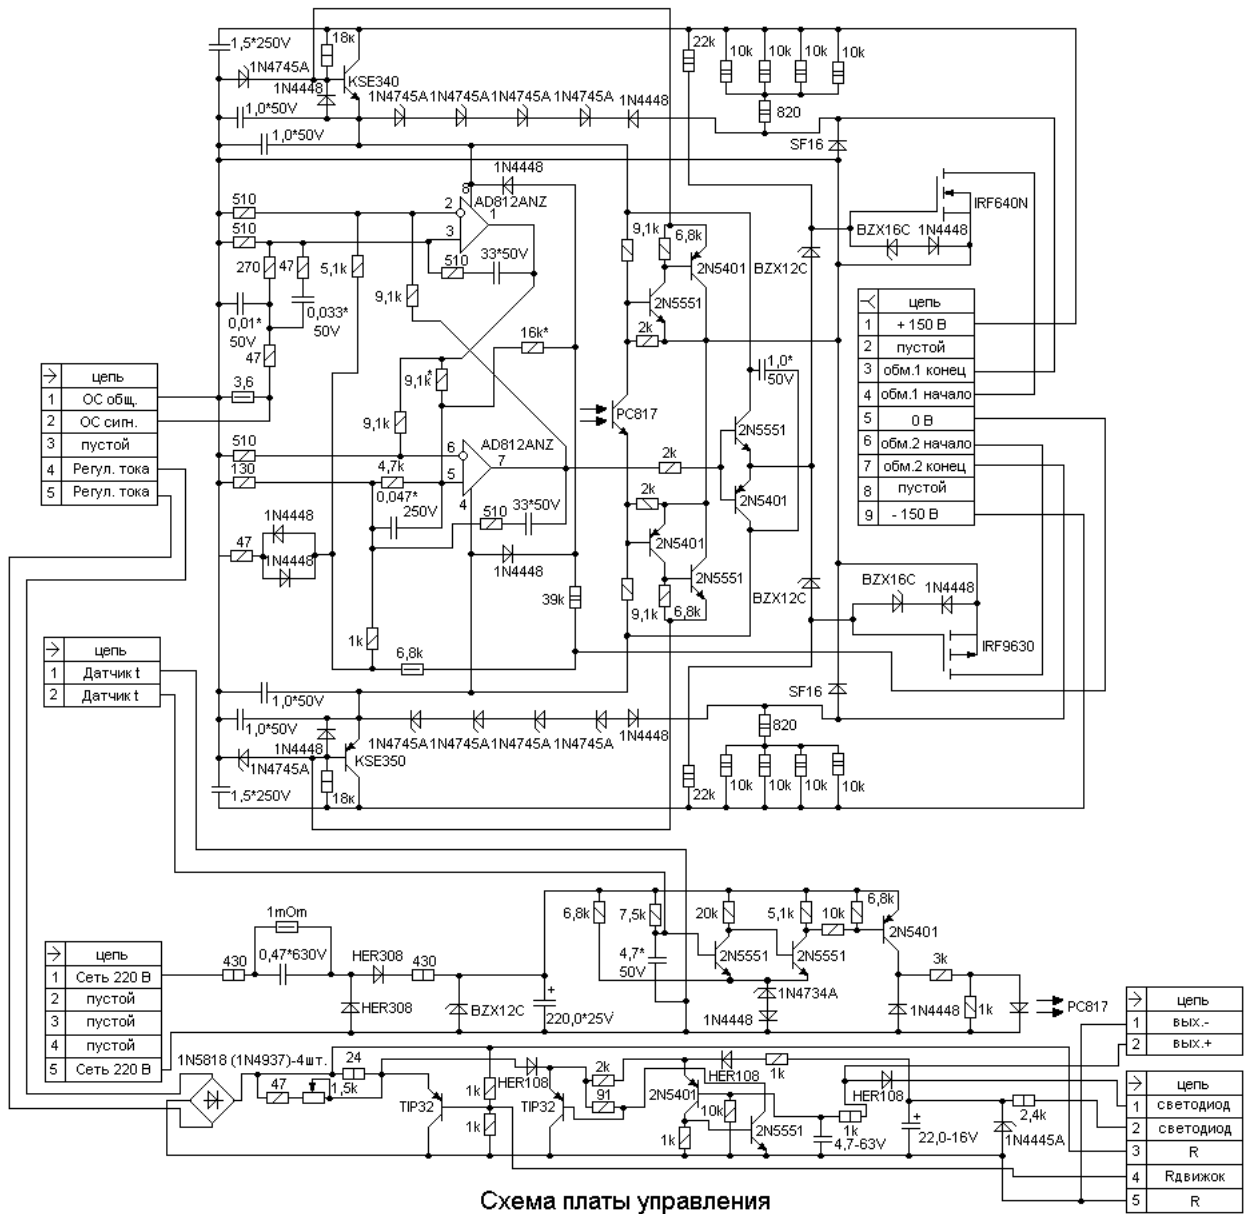 18к
1,5*250V
1N4745A
KSE340
1N4448
1,0*50V
1N4745A 1N4745A 1N4745A 1N4745A 1N4448
1,0*50V
22k
10k
10k
10k
10k
820
SF16
1N4448
8
AD812ANZ
510
2
1
510
3
270
47
5,1k
510
33*50V
9,1k
0,01*
50V
0,033*
50V
47
3,6
16k*
9,1k*
9,1k
9,1k
6,8k
2N5401
2N5551
2k
BZX12C
IRF640N
BZX16C
1N4448
1,0*
50V
PC817
2N5551
2k
2N5401
2k
→ цепь
1 ОС общ.
2 ОС сигн.
3 пустой
4 Регул. тока
5 Регул. тока
цепь
1 + 150 В
2 пустой
3 обм.1 конец
4 обм.1 начало
5 0 В
6 обм.2 начало
7 обм.2 конец
8 пустой
9 - 150 В
510
130
6
AD812ANZ
7
4,7k
5
4
0,047*
250V
510
33*50V
1N4448
47
1N4448
1N4448
39k
1k
6,8k
2N5401
2N5551
9,1k
6,8k
BZX12C
BZX16C
1N4448
IRF9630
SF16
→ цепь
1 Датчик t
2 Датчик t
1,0*50V
1,0*50V
1N4448
1N4745A
1N4745A 1N4745A 1N4745A 1N4745A 1N4448
KSE350
18к
1,5*250V
820
10k
10k
10k
10k
22k
→ цепь
1 Сеть 220 В
2 пустой
3 пустой
4 пустой
5 Сеть 220 В
1mOm
430
0,47*630V
HER308
430
HER308
BZX12C
+
220,0*25V
6,8k
7,5k
20k
5,1k
10k
6,8k
2N5401
4,7*
50V
2N5551
2N5551
1N4734A
1N4448
3k
1N4448
1k
PC817
→ цепь
1 вых.-
2 вых.+
1N5818 (1N4937)-4шт.
24
47
1,5k
TIP32
1k
1k
HER108
TIP32
2k
91
2N5401
HER108
1k
10k
1k
2N5551
1k
4,7-63V
HER108
+
22,0-16V
2,4k
1N4445A
→ цепь
1 светодиод
2 светодиод
3 R
4 Rдвижок
5 R
Схема платы управления